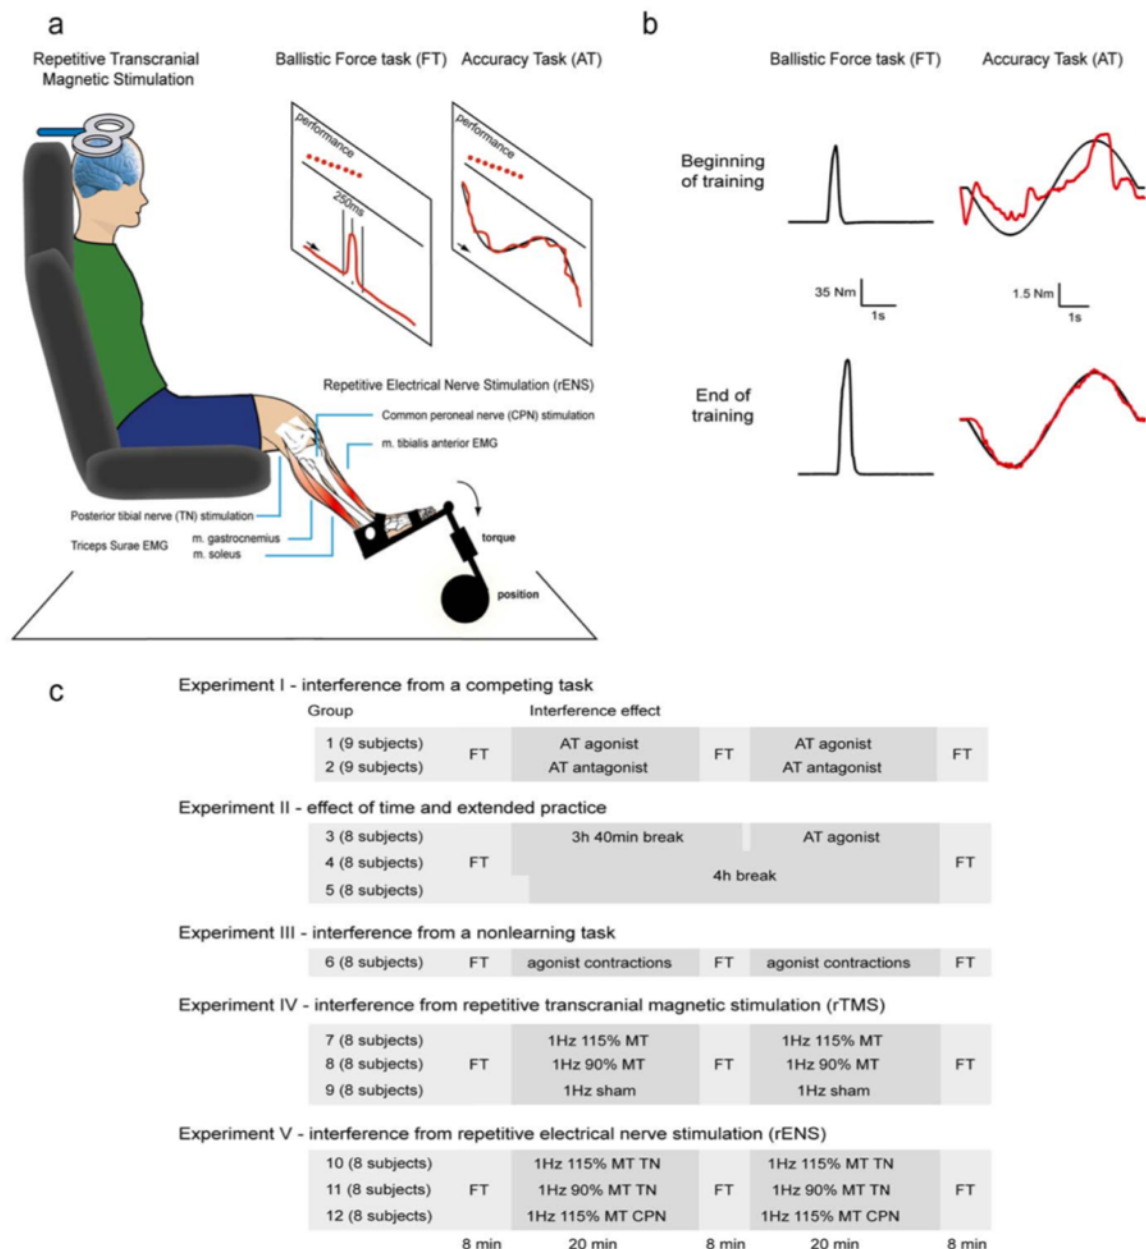 a
Repetitive Transcranial
Magnetic Stimulation
Ballistic Force task (FT)
Accuracy Task (AT)
performance
250ms
performance
Repetitive Electrical Nerve Stimulation (rENS)
Common peroneal nerve (CPN) stimulation
m. tibialis anterior EMG
Posterior tibial nerve (TN) stimulation
Triceps Surae EMG
m. gastrocnemius
m. soleus
torque
position
b
Ballistic Force task (FT)
Accuracy Task (AT)
Beginning
of training
35 Nm
1s
1.5 Nm
1s
End of
training
c
Experiment I - interference from a competing task
Group
Interference effect
1 (9 subjects)
2 (9 subjects)
FT
AT agonist
AT antagonist
FT
AT agonist
AT antagonist
FT
Experiment II - effect of time and extended practice
3 (8 subjects)
4 (8 subjects)
5 (8 subjects)
FT
3h 40min break
AT agonist
4h break
FT
Experiment III - interference from a nonlearning task
6 (8 subjects) FT agonist contractions FT agonist contractions FT
Experiment IV - interference from repetitive transcranial magnetic stimulation (rTMS)
7 (8 subjects) 1Hz 115% MT 1Hz 115% MT
8 (8 subjects) FT 1Hz 90% MT FT 1Hz 90% MT FT
9 (8 subjects) 1Hz sham 1Hz sham
Experiment V - interference from repetitive electrical nerve stimulation (rENS)
10 (8 subjects) 1Hz 115% MT TN 1Hz 115% MT TN
11 (8 subjects) FT 1Hz 90% MT TN FT 1Hz 90% MT TN FT
12 (8 subjects) 1Hz 115% MT CPN 1Hz 115% MT CPN
8 min 20 min 8 min 20 min 8 min